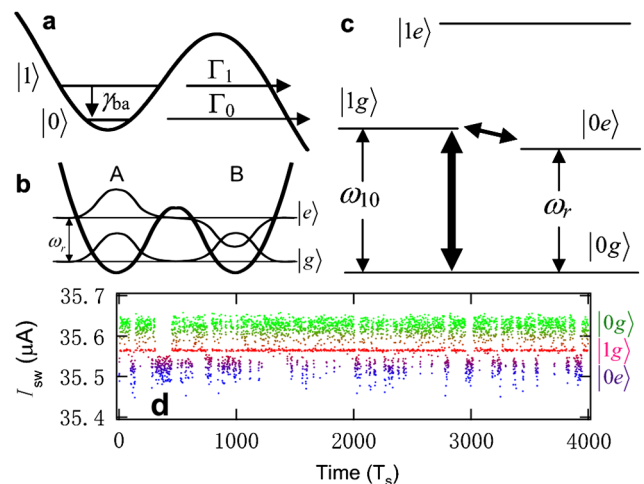 a
|1⟩
γba
Γ1
|0⟩
Γ0
c
|1e⟩
|1g⟩
|0e⟩
ω10
ωr
|0g⟩
b
A
B
|e⟩
ωr
|g⟩
35.7
35.6
35.5
35.4
Isw (μA)
|0g⟩
|1g⟩
|0e⟩
d
0
1000
2000
3000
4000
Time (Ts)